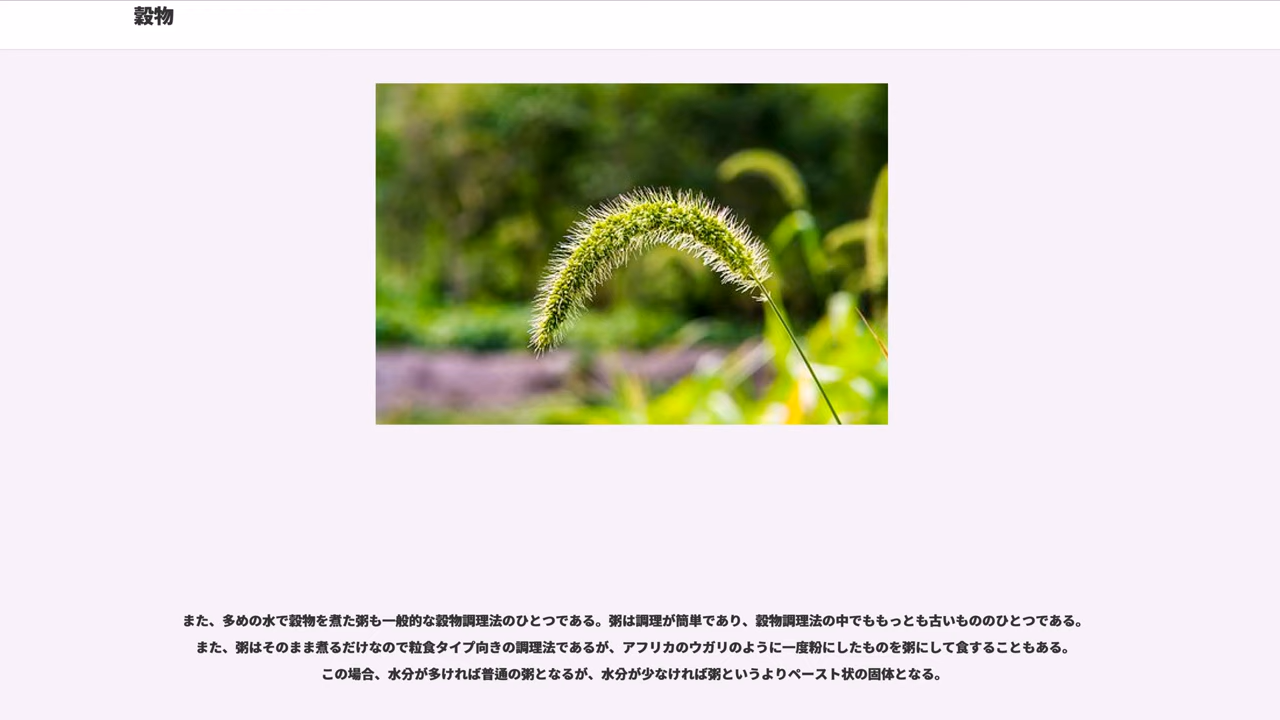 穀物
また、多めの水で穀物を煮た粥も一般的な穀物調理法のひとつである。粥は調理が簡単であり、穀物調理法の中でももっとも古いもののひとつである。
また、粥はそのまま煮るだけなので粒食タイプ向きの調理法であるが、アフリカのウガリのように一度粉にしたものを粥にして食することもある。
この場合、水分が多ければ普通の粥となるが、水分が少なければ粥というよりペースト状の固体となる。